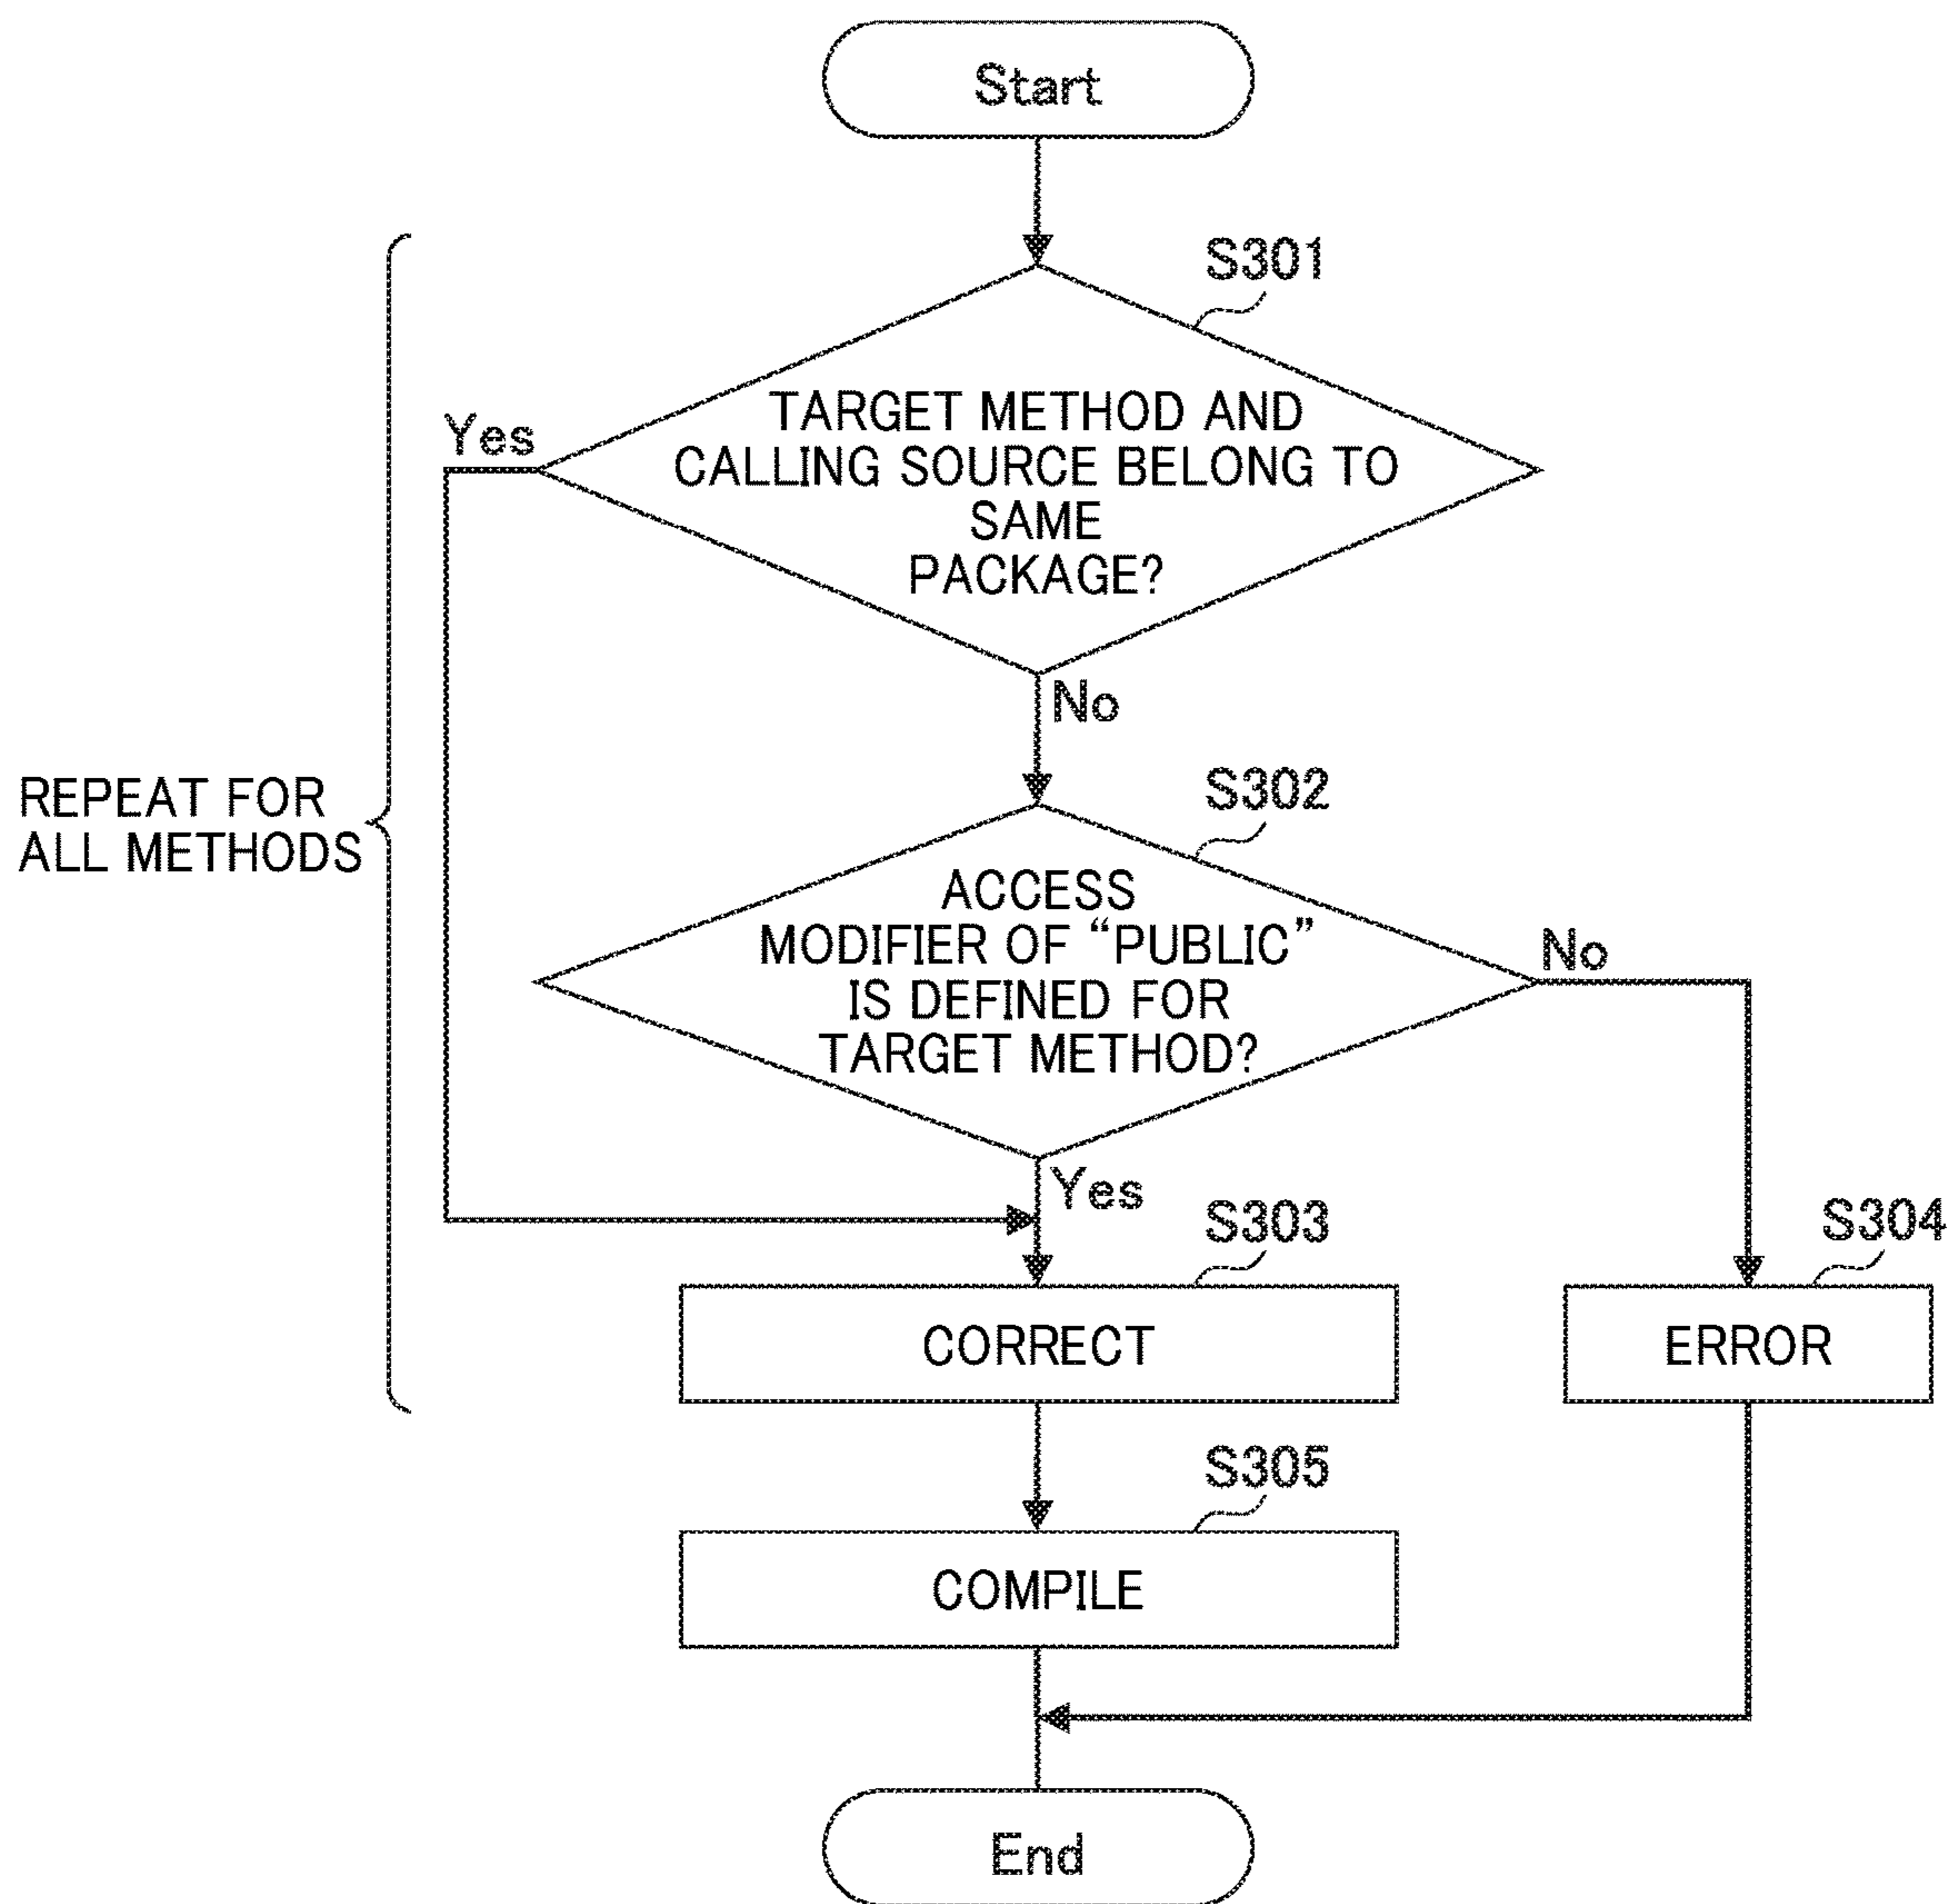 Start
S301
TARGET METHOD AND
CALLING SOURCE BELONG TO
SAME
PACKAGE?
Yes
No
REPEAT FOR
ALL METHODS
S302
ACCESS
MODIFIER OF “PUBLIC”
IS DEFINED FOR
TARGET METHOD?
No
Yes
S303
CORRECT
S304
ERROR
S305
COMPILE
End